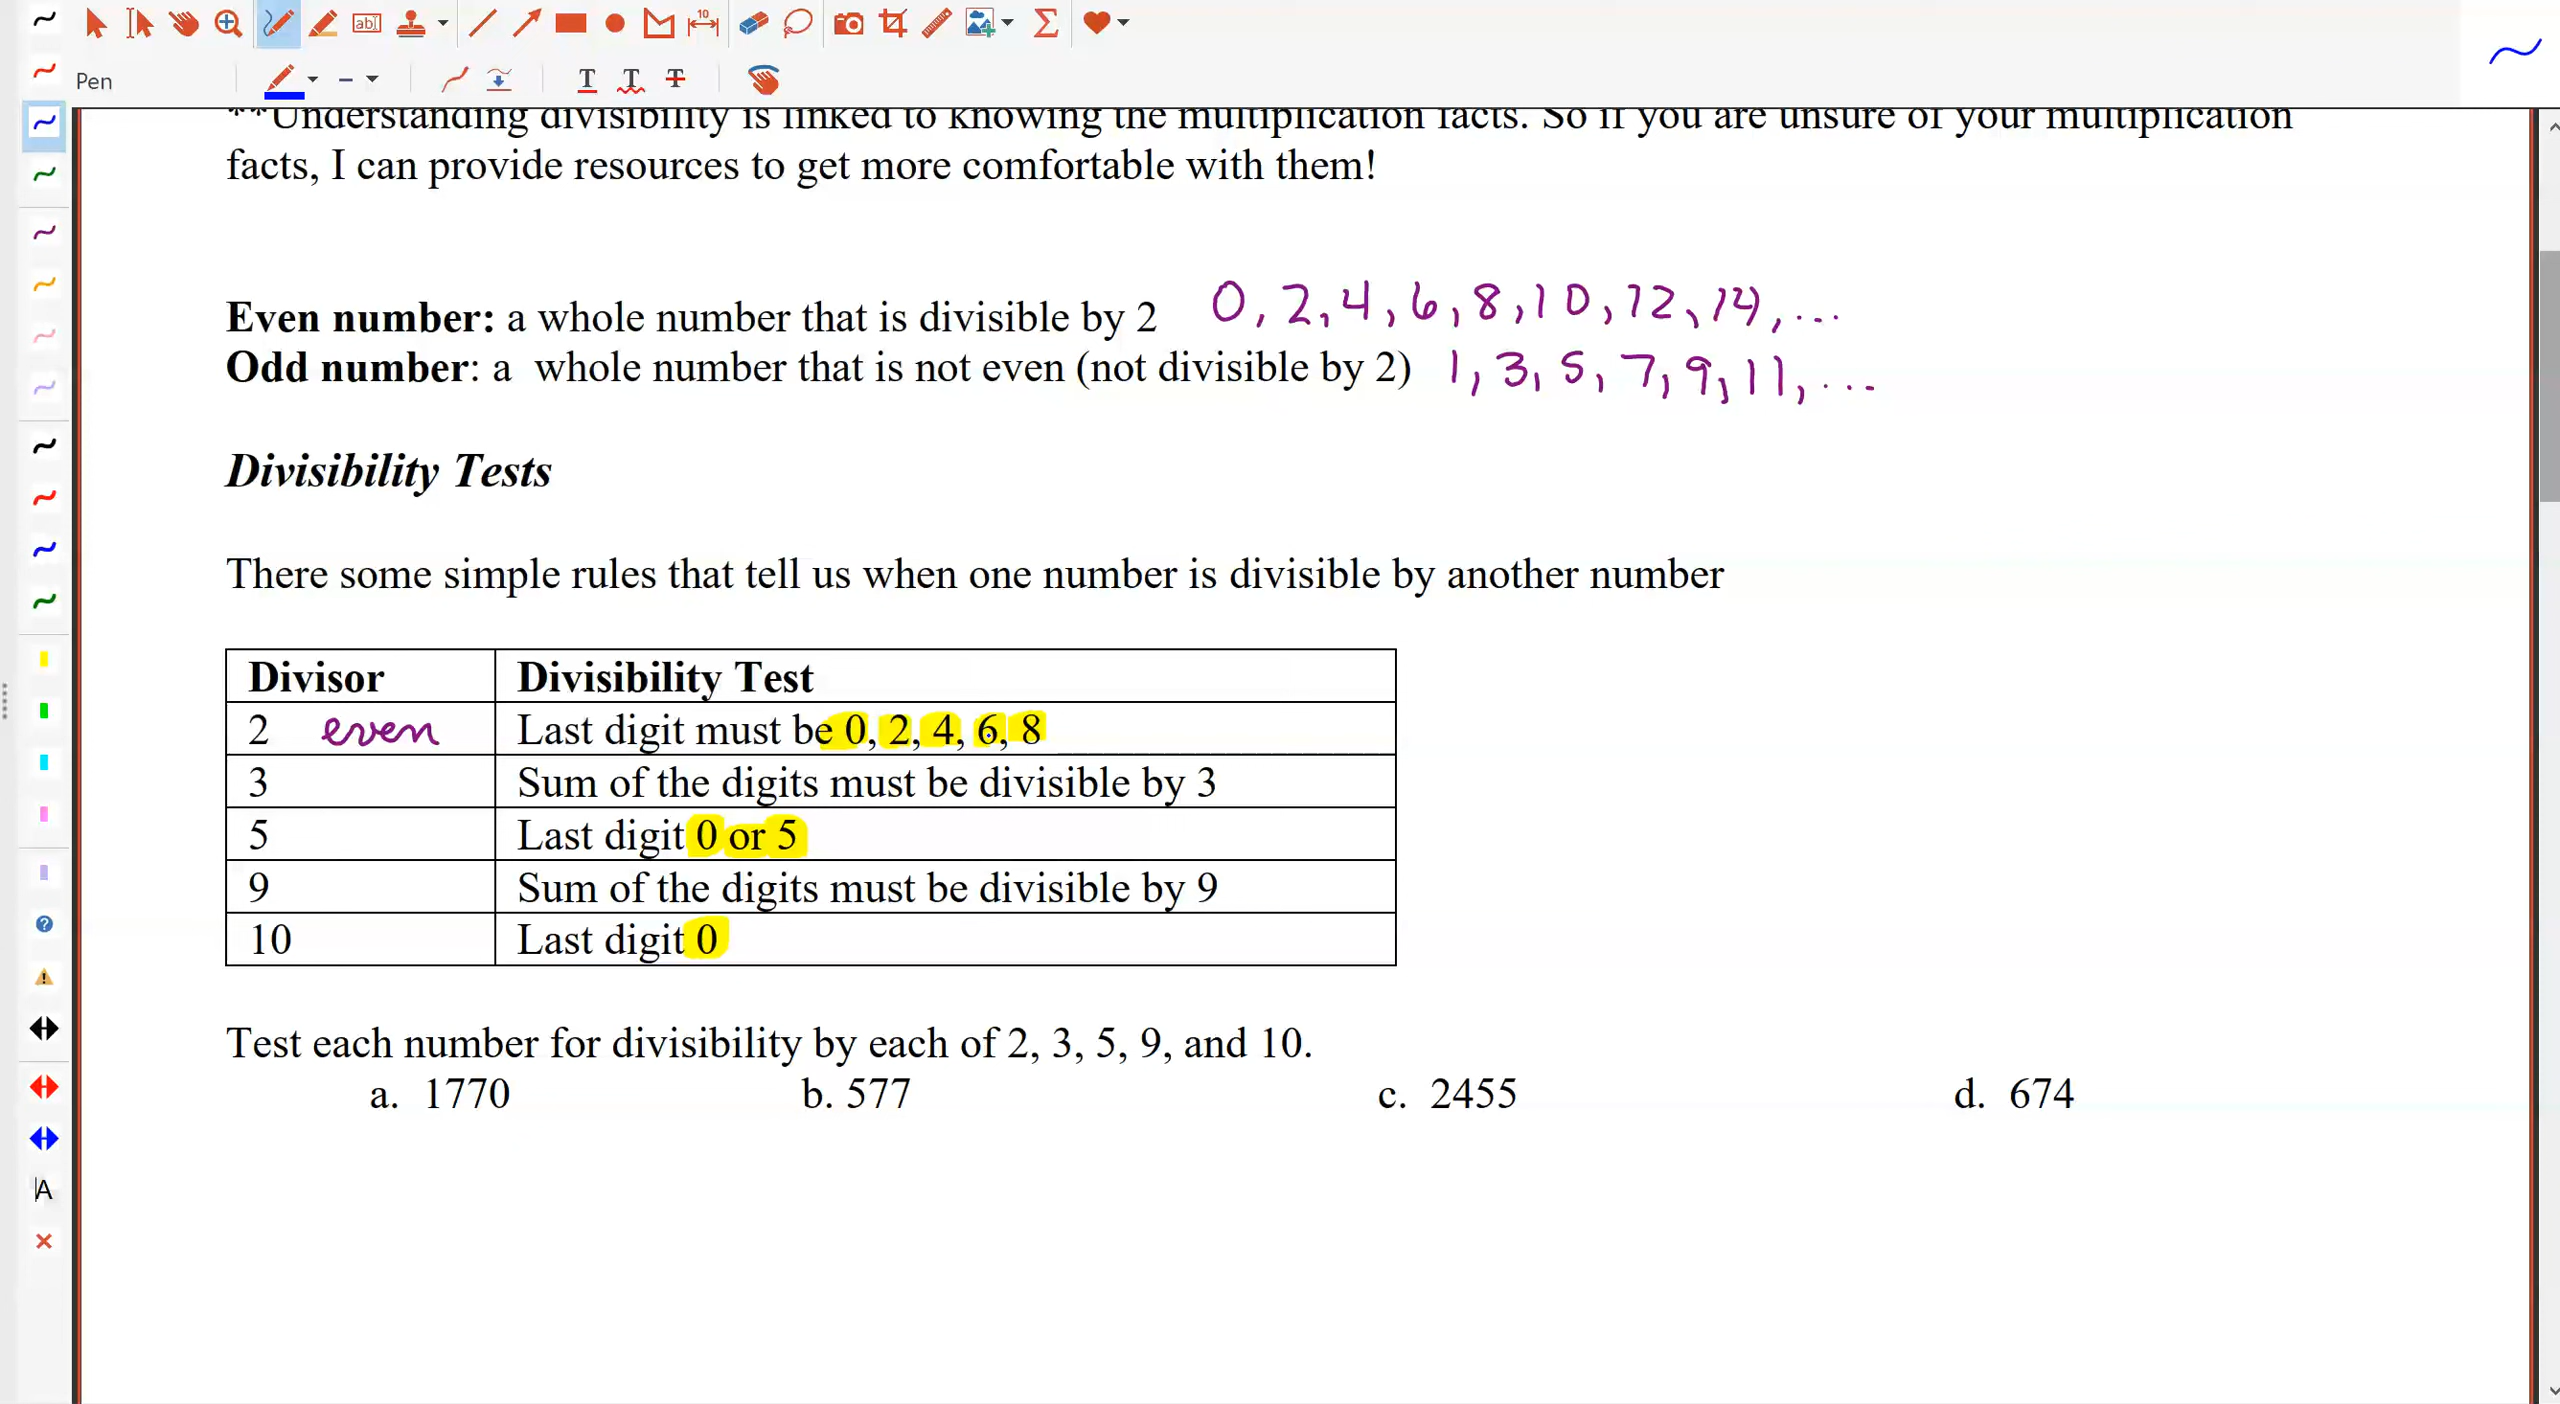 10
Pen
**Understanding divisibility is linked to knowing the multiplication facts. So if you are unsure of your multiplication
facts, I can provide resources to get more comfortable with them!
Even number: a whole number that is divisible by 2 0, 2, 4, 6, 8, 10, 12, 14, ...
Odd number: a whole number that is not even (not divisible by 2) 1, 3, 5, 7, 9, 11, ...
Divisibility Tests
There some simple rules that tell us when one number is divisible by another number
Divisor Divisibility Test
2 even Last digit must be 0, 2, 4, 6, 8
3 Sum of the digits must be divisible by 3
5 Last digit 0 or 5
9 Sum of the digits must be divisible by 9
10 Last digit 0
Test each number for divisibility by each of 2, 3, 5, 9, and 10.
a. 1770 b. 577 c. 2455 d. 674